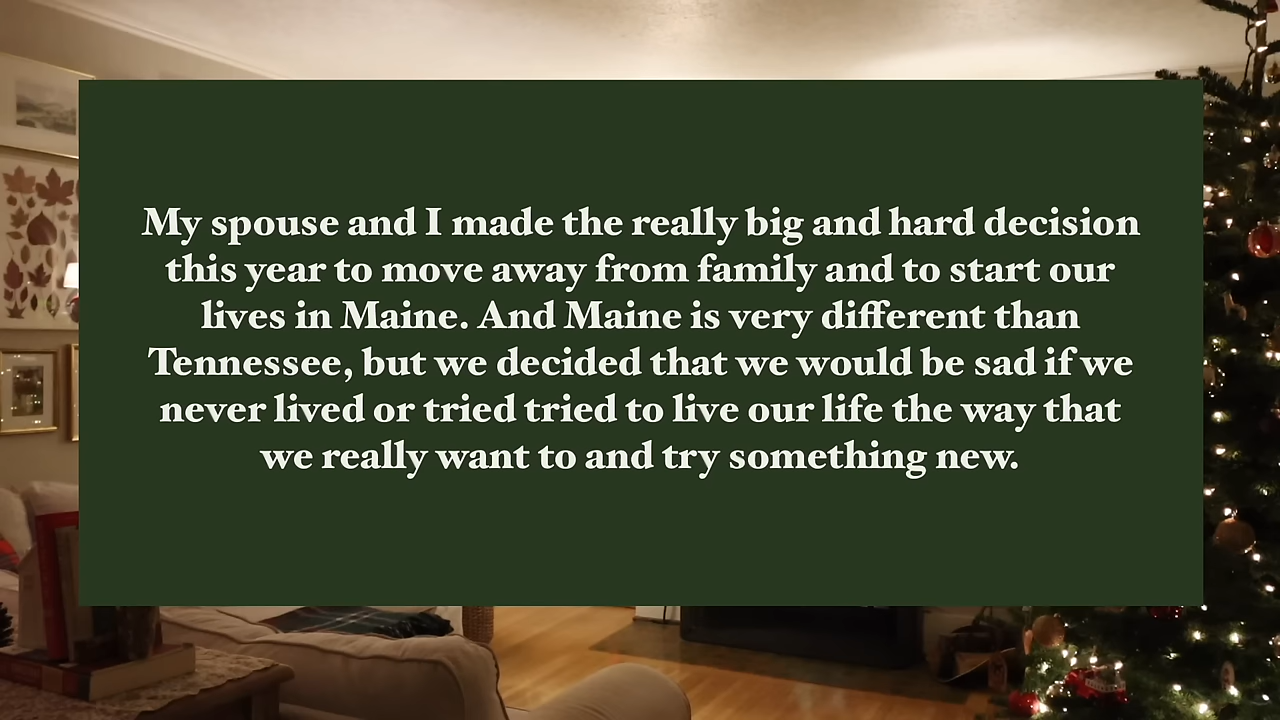 My spouse and I made the really big and hard decision
this year to move away from family and to start our
lives in Maine. And Maine is very different than
Tennessee, but we decided that we would be sad if we
never lived or tried tried to live our life the way that
we really want to and try something new.